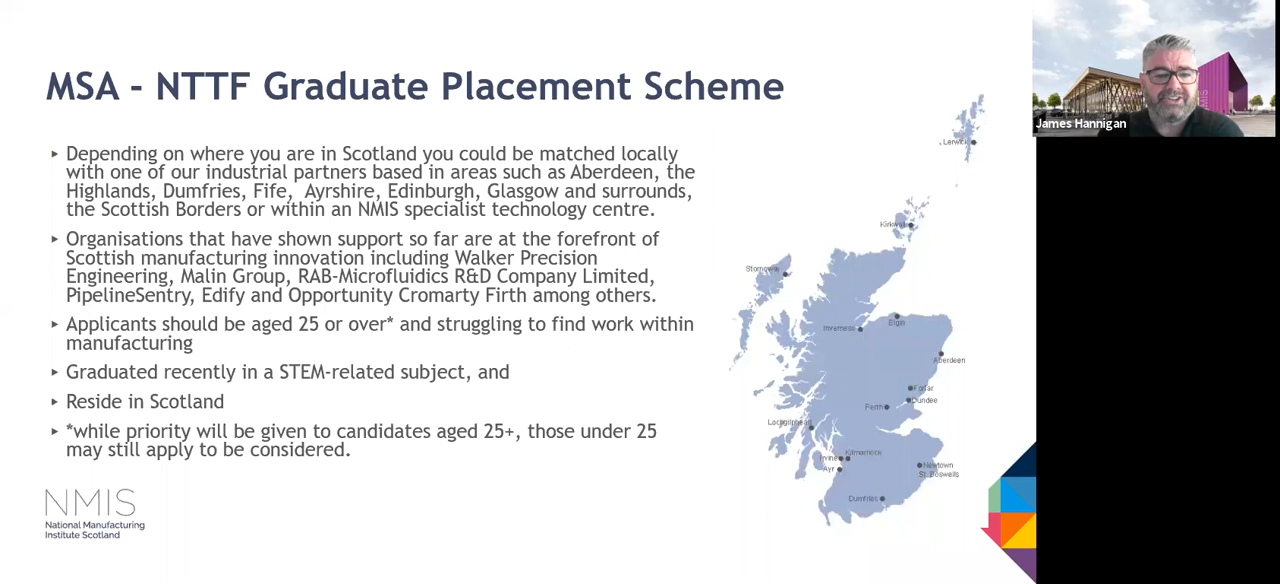 MSA - NTTF Graduate Placement Scheme
Depending on where you are in Scotland you could be matched locally
with one of our industrial partners based in areas such as Aberdeen, the
Highlands, Dumfries, Fife,  Ayrshire, Edinburgh, Glasgow and surrounds,
the Scottish Borders or within an NMIS specialist technology centre.
Organisations that have shown support so far are at the forefront of
Scottish manufacturing innovation including Walker Precision
Engineering, Malin Group, RAB-Microfluidics R&D Company Limited,
PipelineSentry, Edify and Opportunity Cromarty Firth among others.
Applicants should be aged 25 or over* and struggling to find work within
manufacturing
Graduated recently in a STEM-related subject, and
Reside in Scotland
*while priority will be given to candidates aged 25+, those under 25
may still apply to be considered.
NMIS
National Manufacturing
Institute Scotland
Lerwick
Kirkwall
Stornoway
Inverness
Elgin
Aberdeen
Forfar
Dundee
Perth
Lochgilphead
Kilmarnock
Irvine
Ayr
Newtown
St. Boswells
Dumfries
James Hannigan
NMIS